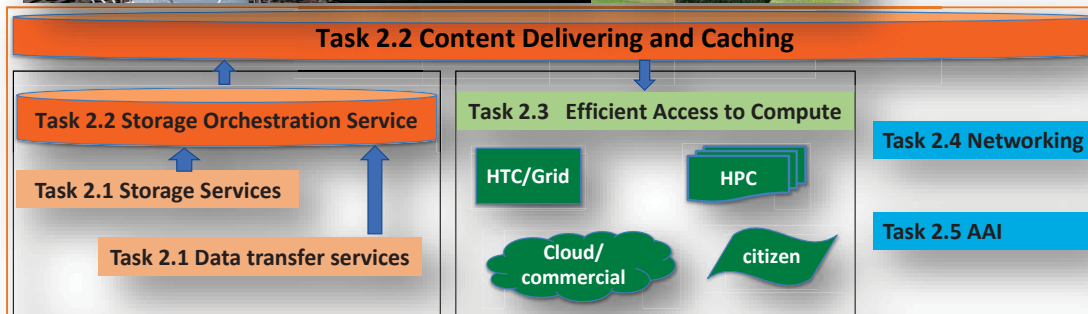 Task 2.2 Content Delivering and Caching
Task 2.2 Storage Orchestration Service
Task 2.1 Storage Services
Task 2.1 Data transfer services
Task 2.3 Efficient Access to Compute
HTC/Grid
HPC
Cloud/
commercial
citizen
Task 2.4 Networking
Task 2.5 AAI